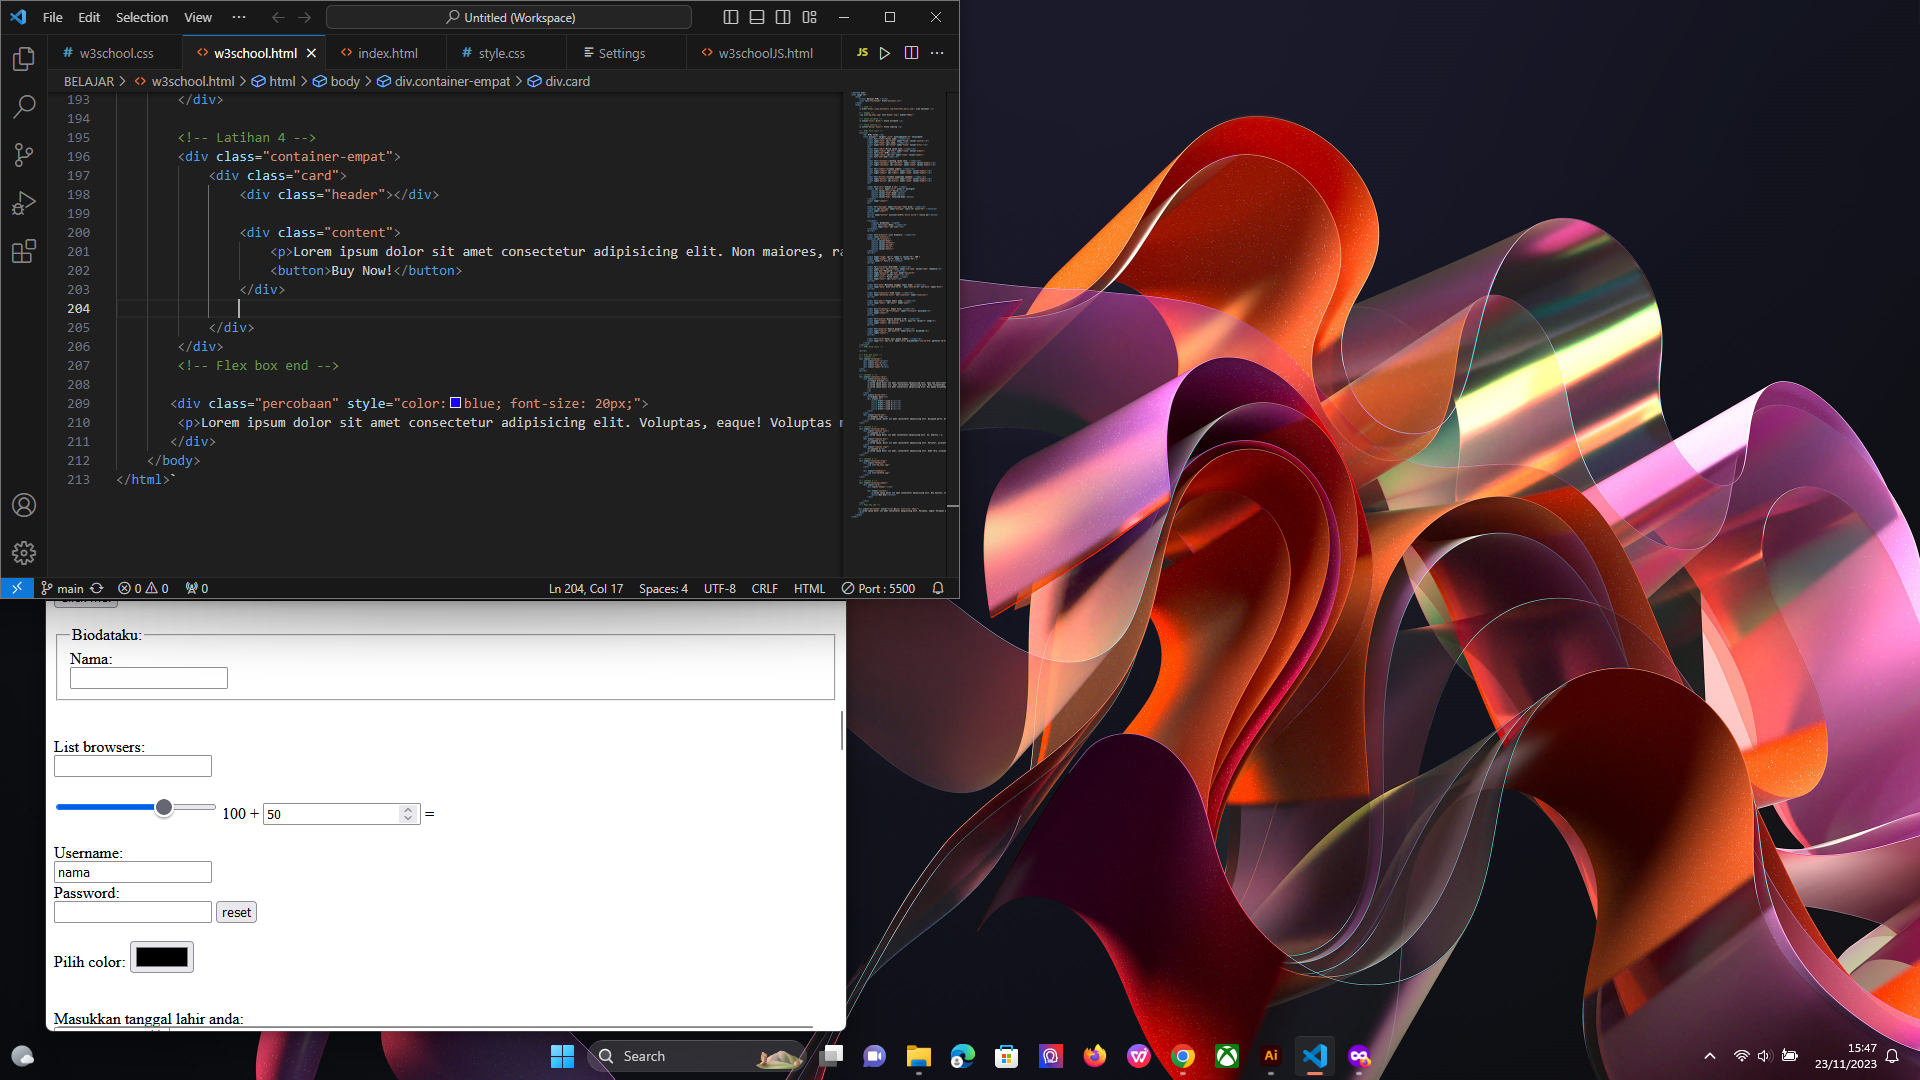 File Edit Selection View ··· Untitled (Workspace)
# w3school.css <> w3school.html <> index.html # style.css Settings <> w3schoolJS.html JS
BELAJAR > <> w3school.html > html > body > div.container-empat > div.card
193 </div>
194
195 <!-- Latihan 4 -->
196 <div class="container-empat">
197 <div class="card">
198 <div class="header"></div>
199
200 <div class="content">
201 <p>Lorem ipsum dolor sit amet consectetur adipisicing elit. Non maiores, ra
202 <button>Buy Now!</button>
203 </div>
204
205 </div>
206 </div>
207 <!-- Flex box end -->
208
209 <div class="percobaan" style="color: blue; font-size: 20px;">
210 <p>Lorem ipsum dolor sit amet consectetur adipisicing elit. Voluptas, eaque! Voluptas
211 </div>
212 </body>
213 </html>`
main 0 0 0 Ln 204, Col 17 Spaces: 4 UTF-8 CRLF HTML Port : 5500
Biodataku:
Nama:
List browsers:
100 + 50 =
Username:
nama
Password:
reset
Pilih color:
Masukkan tanggal lahir anda:
Search
Ai
15:47
23/11/2023